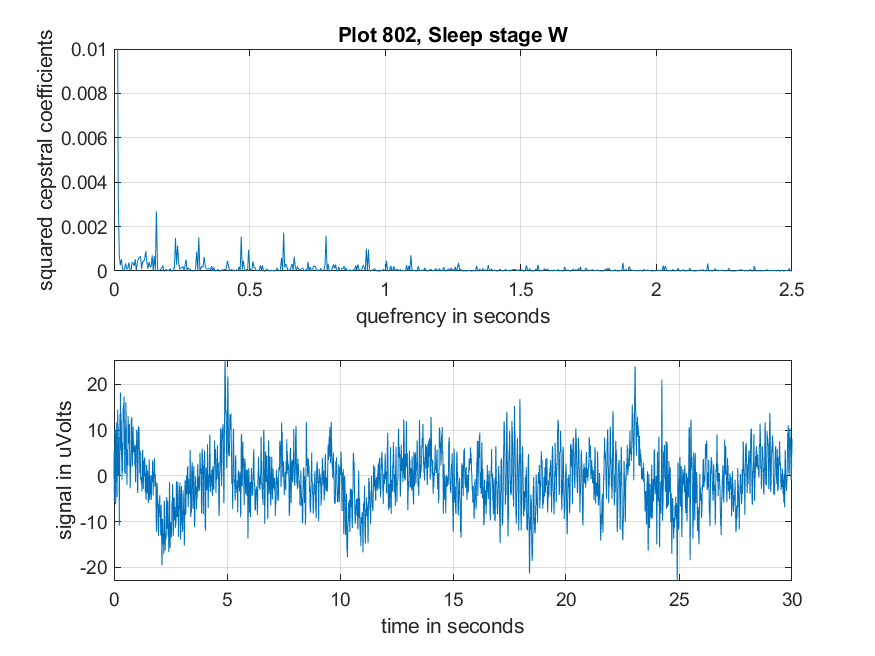 Plot 802, Sleep stage W
squared cepstral coefficients
0.01
0.008
0.006
0.004
0.002
0
0 0.5 1 1.5 2 2.5
quefrency in seconds
signal in uVolts
20
10
0
-10
-20
0 5 10 15 20 25 30
time in seconds